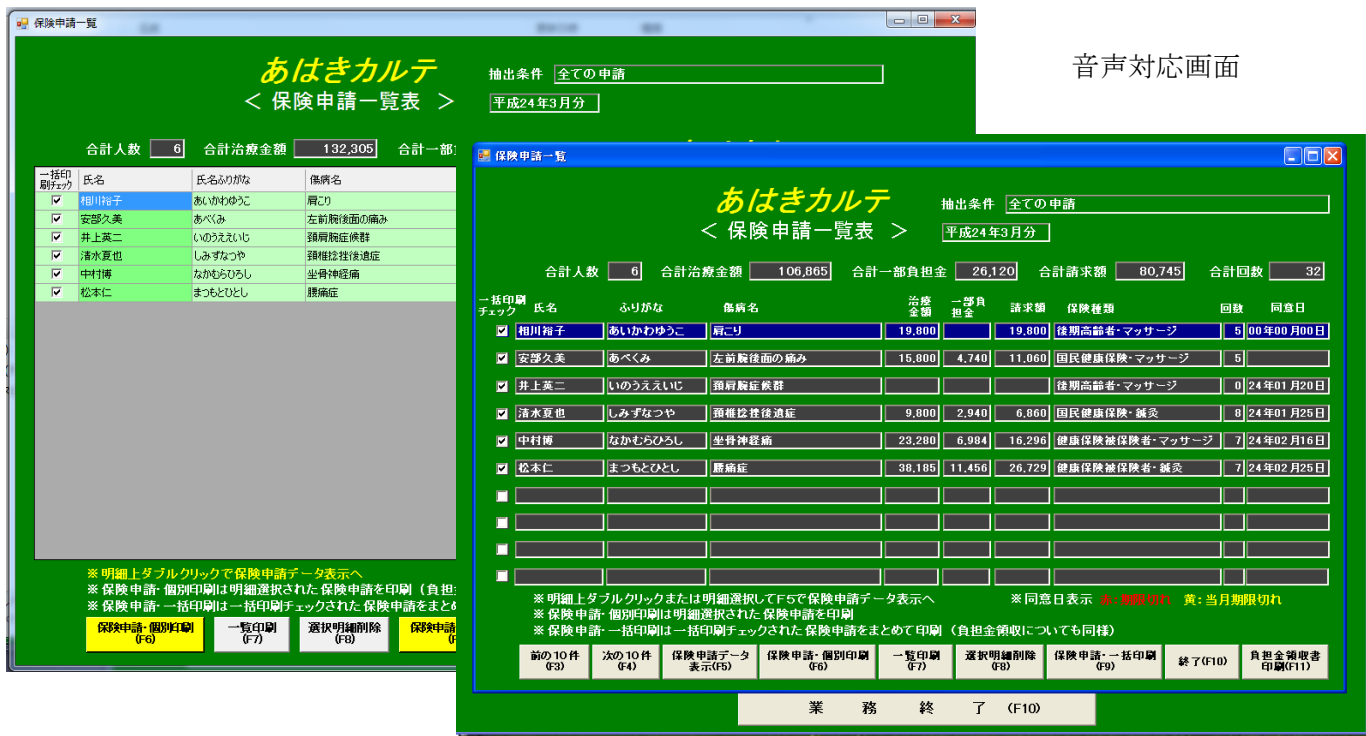 音声対応画面
保険申請一覧
あはきカルテ
< 保険申請一覧表 >
抽出条件 全ての申請
平成24年3月分
合計人数 6 合計治療金額 132,305 合計一部
一括印刷チェック 氏名 氏名ふりがな 傷病名
相川裕子 あいかわゆうこ 肩こり
安部久美 あべくみ 左前腕後面の痛み
井上英二 いのうええいじ 頚肩腕症候群
清水夏也 しみずなつや 頚椎捻挫後遺症
中村博 なかむらひろし 坐骨神経痛
松本仁 まつもとひとし 腰痛症
※ 明細上ダブルクリックで保険申請データ表示へ
※ 保険申請・個別印刷は明細選択された保険申請を印刷(負担
※ 保険申請・一括印刷は一括印刷チェックされた保険申請をまと
保険申請・個別印刷(F6) 一覧印刷(F7) 選択明細削除(F8) 保険申請
保険申請一覧
あはきカルテ
< 保険申請一覧表 >
抽出条件 全ての申請
平成24年3月分
合計人数 6 合計治療金額 106,865 合計一部負担金 26,120 合計請求額 80,745 合計回数 32
一括印刷チェック 氏名 ふりがな 傷病名 治療金額 一部負担金 請求額 保険種類 回数 同意日
相川裕子 あいかわゆうこ 肩こり 19,800 19,800 後期高齢者・マッサージ 5 00年00月00日
安部久美 あべくみ 左前腕後面の痛み 15,800 4,740 11,060 国民健康保険・マッサージ 5
井上英二 いのうええいじ 頚肩腕症候群 後期高齢者・マッサージ 0 24年01月20日
清水夏也 しみずなつや 頚椎捻挫後遺症 9,800 2,940 6,860 国民健康保険・鍼灸 8 24年01月25日
中村博 なかむらひろし 坐骨神経痛 23,280 6,984 16,296 健康保険被保険者・マッサージ 7 24年02月16日
松本仁 まつもとひとし 腰痛症 38,185 11,456 26,729 健康保険被保険者・鍼灸 7 24年02月25日
※ 明細上ダブルクリックまたは明細選択してF5で保険申請データ表示へ ※同意日表示 赤:期限切れ 黄:当月期限切れ
※ 保険申請・個別印刷は明細選択された保険申請を印刷
※ 保険申請・一括印刷は一括印刷チェックされた保険申請をまとめて印刷(負担金領収についても同様)
前の10件(F3) 次の10件(F4) 保険申請データ表示(F5) 保険申請・個別印刷(F6) 一覧印刷(F7) 選択明細削除(F8) 保険申請・一括印刷(F9) 終了(F10) 負担金領収書印刷(F11)
業務終了 (F10)